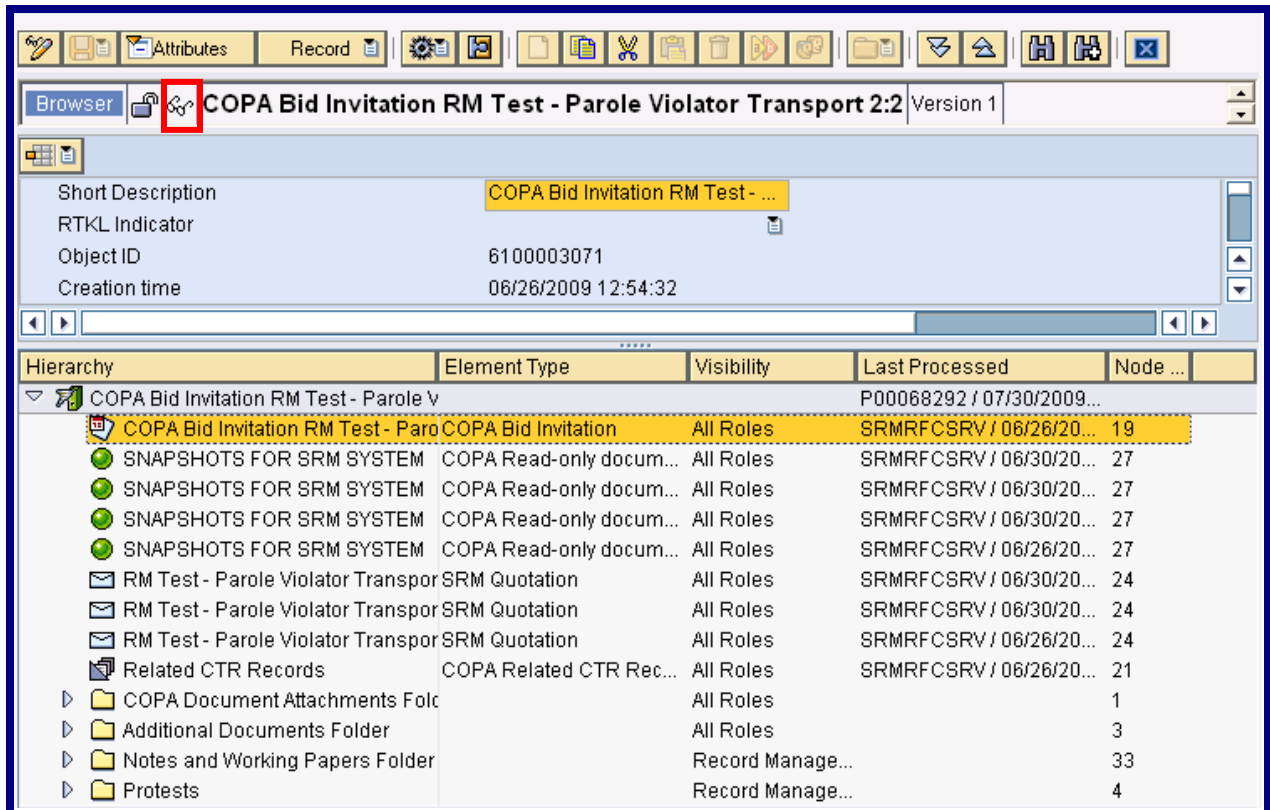 Attributes Record
Browser COPA Bid Invitation RM Test - Parole Violator Transport 2:2 Version 1
Short Description COPA Bid Invitation RM Test - ...
RTKL Indicator
Object ID 6100003071
Creation time 06/26/2009 12:54:32
Hierarchy Element Type Visibility Last Processed Node ...
COPA Bid Invitation RM Test - Parole V P00068292 / 07/30/2009...
COPA Bid Invitation RM Test - Paro COPA Bid Invitation All Roles SRMRFCSRV / 06/26/20... 19
SNAPSHOTS FOR SRM SYSTEM COPA Read-only docum... All Roles SRMRFCSRV / 06/30/20... 27
SNAPSHOTS FOR SRM SYSTEM COPA Read-only docum... All Roles SRMRFCSRV / 06/30/20... 27
SNAPSHOTS FOR SRM SYSTEM COPA Read-only docum... All Roles SRMRFCSRV / 06/30/20... 27
SNAPSHOTS FOR SRM SYSTEM COPA Read-only docum... All Roles SRMRFCSRV / 06/26/20... 27
RM Test - Parole Violator Transpor SRM Quotation All Roles SRMRFCSRV / 06/30/20... 24
RM Test - Parole Violator Transpor SRM Quotation All Roles SRMRFCSRV / 06/30/20... 24
RM Test - Parole Violator Transpor SRM Quotation All Roles SRMRFCSRV / 06/26/20... 24
Related CTR Records COPA Related CTR Rec... All Roles SRMRFCSRV / 06/26/20... 21
COPA Document Attachments Fold All Roles 1
Additional Documents Folder All Roles 3
Notes and Working Papers Folder Record Manage... 33
Protests Record Manage... 4